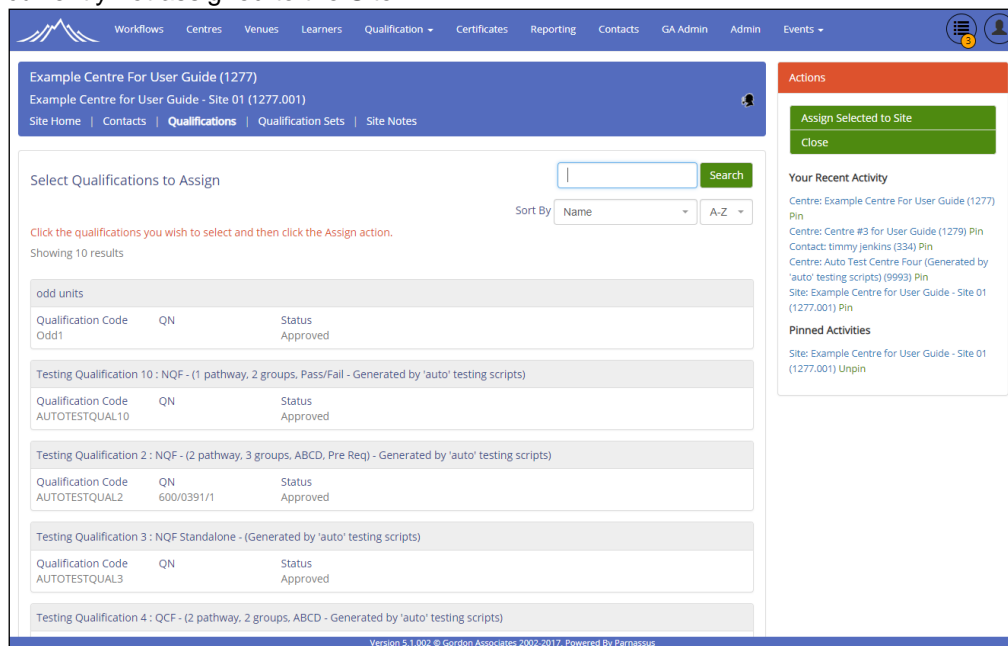 currently not assigned to the Site.
Workflows Centres Venues Learners Qualification Certificates Reporting Contacts GA Admin Admin Events
3
Example Centre For User Guide (1277)
Example Centre for User Guide - Site 01 (1277.001)
Site Home | Contacts | Qualifications | Qualification Sets | Site Notes
Select Qualifications to Assign
Search
Sort By Name A-Z
Click the qualifications you wish to select and then click the Assign action.
Showing 10 results
odd units
Qualification Code QN Status
Odd1 Approved
Testing Qualification 10 : NQF - (1 pathway, 2 groups, Pass/Fail - Generated by 'auto' testing scripts)
Qualification Code QN Status
AUTOTESTQUAL10 Approved
Testing Qualification 2 : NQF - (2 pathway, 3 groups, ABCD, Pre Req) - Generated by 'auto' testing scripts)
Qualification Code QN Status
AUTOTESTQUAL2 600/0391/1 Approved
Testing Qualification 3 : NQF Standalone - (Generated by 'auto' testing scripts)
Qualification Code QN Status
AUTOTESTQUAL3 Approved
Testing Qualification 4 : QCF - (2 pathway, 2 groups, ABCD - Generated by 'auto' testing scripts)
Actions
Assign Selected to Site
Close
Your Recent Activity
Centre: Example Centre For User Guide (1277)
Pin
Centre: Centre #3 for User Guide (1279) Pin
Contact: timmy jenkins (334) Pin
Centre: Auto Test Centre Four (Generated by
'auto' testing scripts) (9993) Pin
Site: Example Centre for User Guide - Site 01
(1277.001) Pin
Pinned Activities
Site: Example Centre for User Guide - Site 01
(1277.001) Unpin
Version 5.1.002 © Gordon Associates 2002-2017. Powered By Parnassus